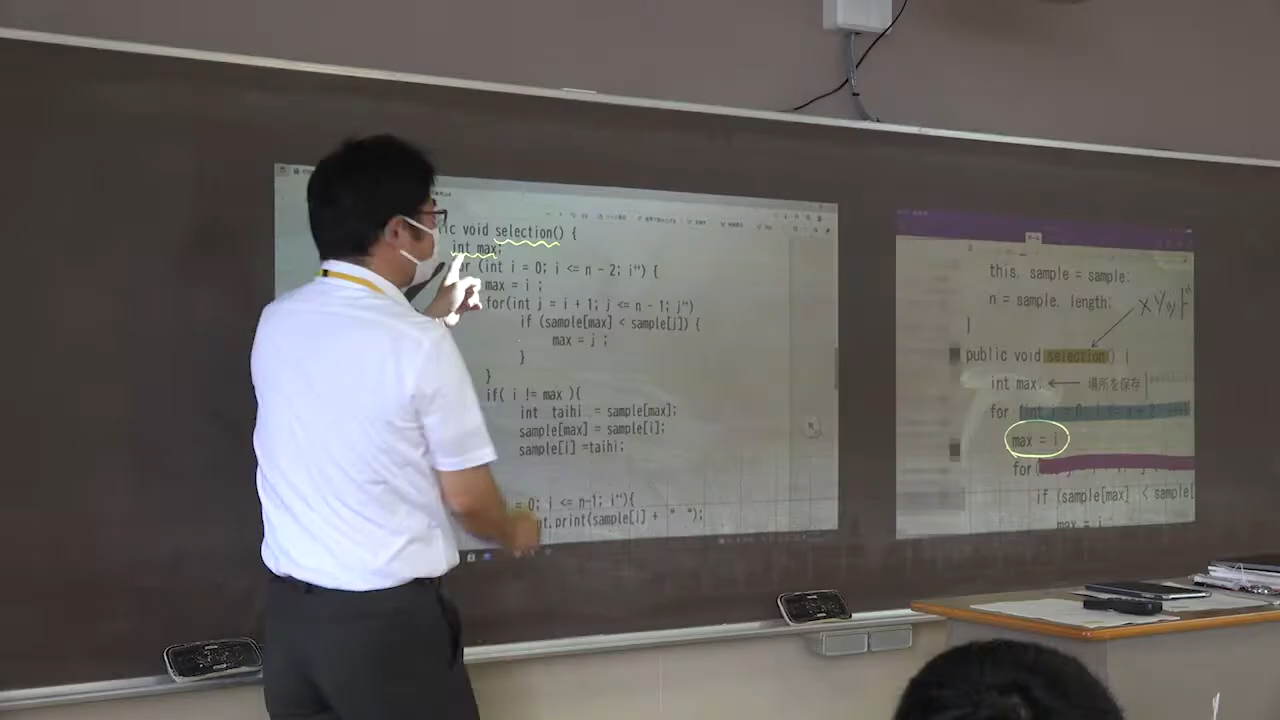 ic void selection() {
int max;
(int i = 0; i <= n - 2; i") {
max = i ;
for(int j = i + 1; j <= n - 1; j")
if (sample[max] < sample[j]) {
max = j ;
}
}
if( i != max ){
int taihi = sample[max];
sample[max] = sample[i];
sample[i] =taihi;
= 0; i <= n-1; i"){
t.print(sample[i] + " ");
this. sample = sample;
n = sample. length;
メソッド
}
public void selection() {
int max; ← 場所を保存
for
max = i
for(
if (sample[max] < sample[
max = j